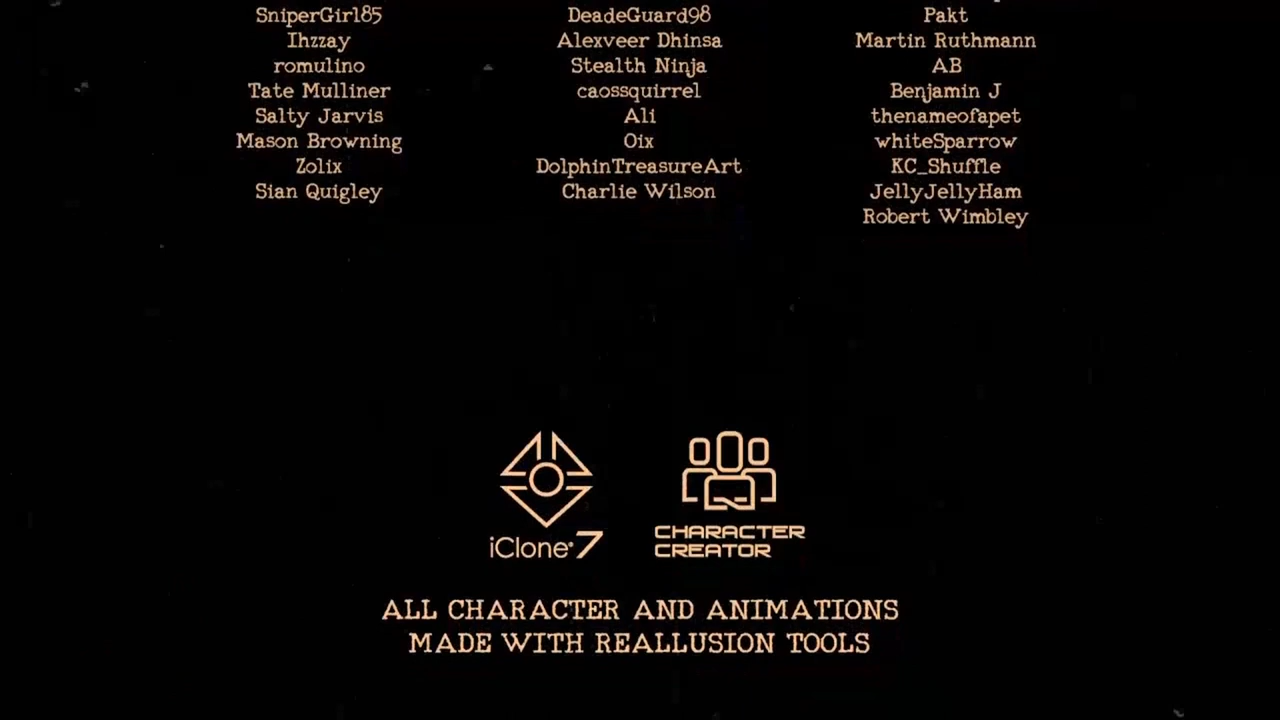 SniperGirl85 DeadeGuard98 Pakt
Ihzzay Alexveer Dhinsa Martin Ruthmann
romulino Stealth Ninja AB
Tate Mulliner caossquirrel Benjamin J
Salty Jarvis Ali thenameofapet
Mason Browning Oix whiteSparrow
Zolix DolphinTreasureArt KC_Shuffle
Sian Quigley Charlie Wilson JellyJellyHam
Robert Wimbley
iClone® 7
CHARACTER
CREATOR
ALL CHARACTER AND ANIMATIONS
MADE WITH REALLUSION TOOLS